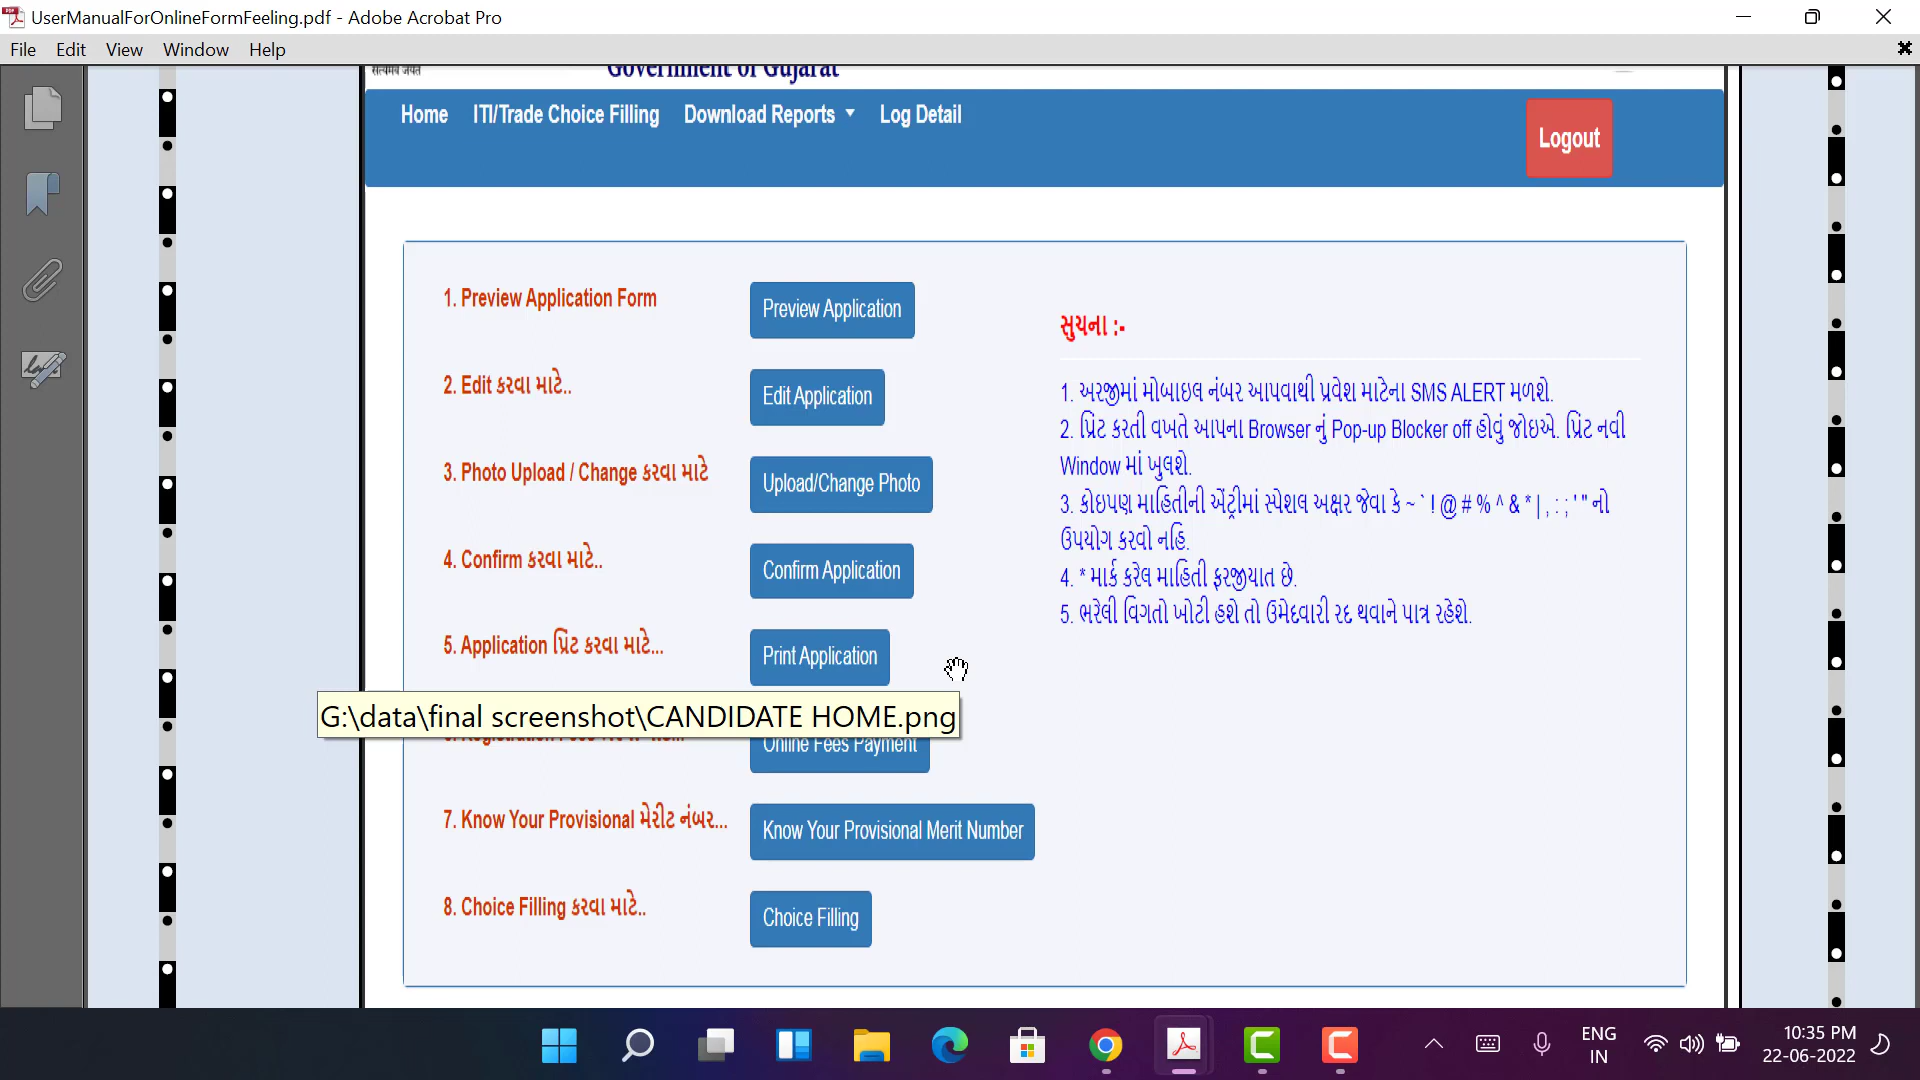 UserManualForOnlineFormFeeling.pdf - Adobe Acrobat Pro
File Edit View Window Help
सत्यमेव जयते
Government of Gujarat
Home ITI/Trade Choice Filling Download Reports Log Detail
Logout
1. Preview Application Form
Preview Application
2. Edit કરવા માટે..
Edit Application
3. Photo Upload / Change કરવા માટે
Upload/Change Photo
4. Confirm કરવા માટે..
Confirm Application
5. Application પ્રિંટ કરવા માટે...
Print Application
G:\data\final screenshot\CANDIDATE HOME.png
Online Fees Payment
7. Know Your Provisional મેરીટ નંબર...
Know Your Provisional Merit Number
8. Choice Filling કરવા માટે..
Choice Filling
સુચના :-
1. અરજીમાં મોબાઇલ નંબર આપવાથી પ્રવેશ માટેના SMS ALERT મળશે.
2. પ્રિંટ કરતી વખતે આપના Browser નું Pop-up Blocker off હોવું જોઇએ. પ્રિંટ નવી
Window માં ખુલશે.
3. કોઇપણ માહિતીની એંટ્રીમાં સ્પેશલ અક્ષર જેવા કે ~ ` ! @ # % ^ & * | , : ; ' " નો
ઉપયોગ કરવો નહિ.
4. * માર્ક કરેલ માહિતી ફરજીયાત છે.
5. ભરેલી વિગતો ખોટી હશે તો ઉમેદવારી રદ થવાને પાત્ર રહેશે.
ENG
IN
10:35 PM
22-06-2022